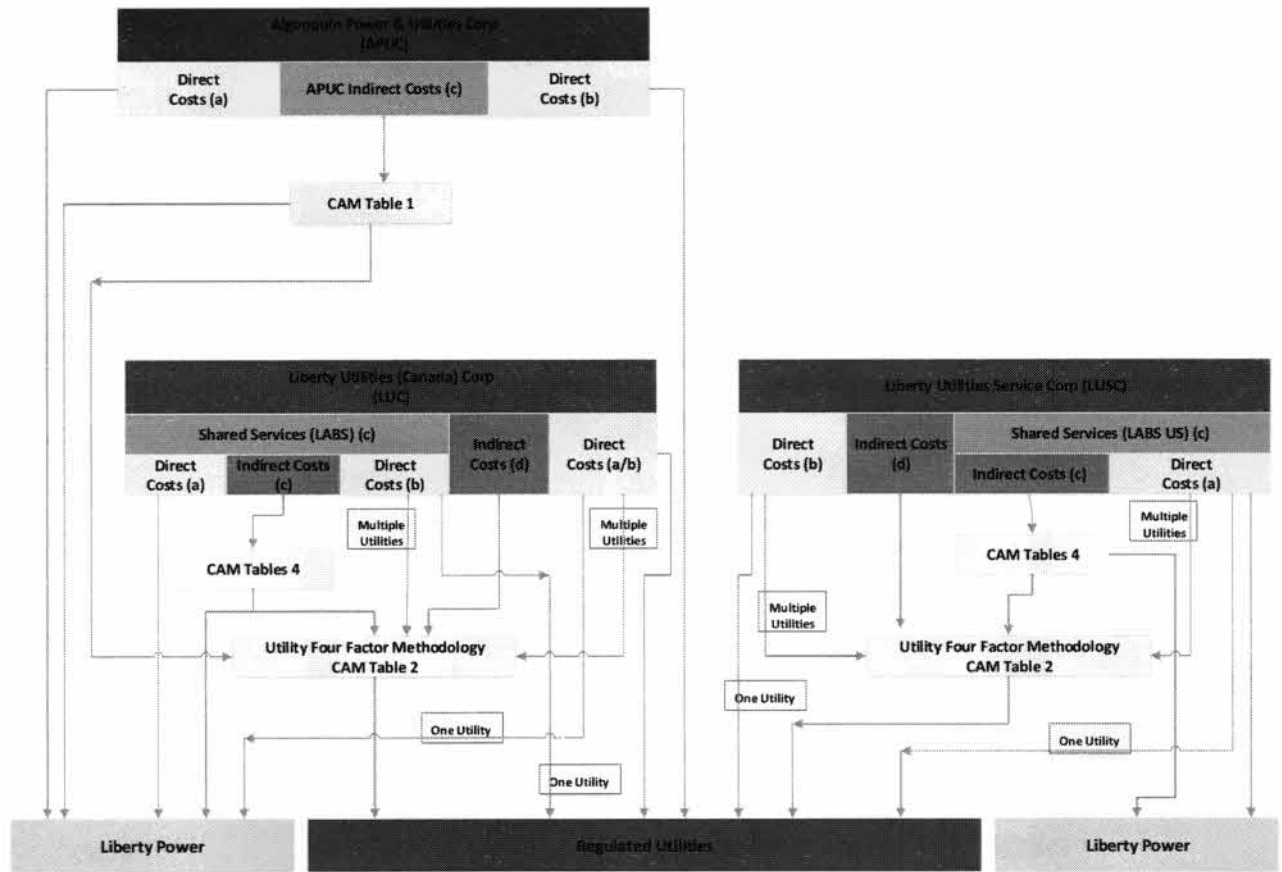 Algonquin Power & Utilities Corp
(APUC)
Direct
Costs (a)
APUC Indirect Costs (c)
Direct
Costs (b)
CAM Table 1
Liberty Utilities (Canada) Corp
(LUC)
Shared Services (LABS) (c)
Direct
Costs (a)
Indirect Costs
(c)
Direct
Costs (b)
Indirect
Costs (d)
Direct
Costs (a/b)
Multiple
Utilities
Multiple
Utilities
CAM Tables 4
Utility Four Factor Methodology
CAM Table 2
One Utility
One Utility
Liberty Utilities Service Corp (LUSC)
Direct
Costs (b)
Indirect Costs
(d)
Shared Services (LABS US) (c)
Indirect Costs (c)
Direct
Costs (a)
Multiple
Utilities
CAM Tables 4
Multiple
Utilities
Utility Four Factor Methodology
CAM Table 2
One Utility
One Utility
Liberty Power
Regulated Utilities
Liberty Power